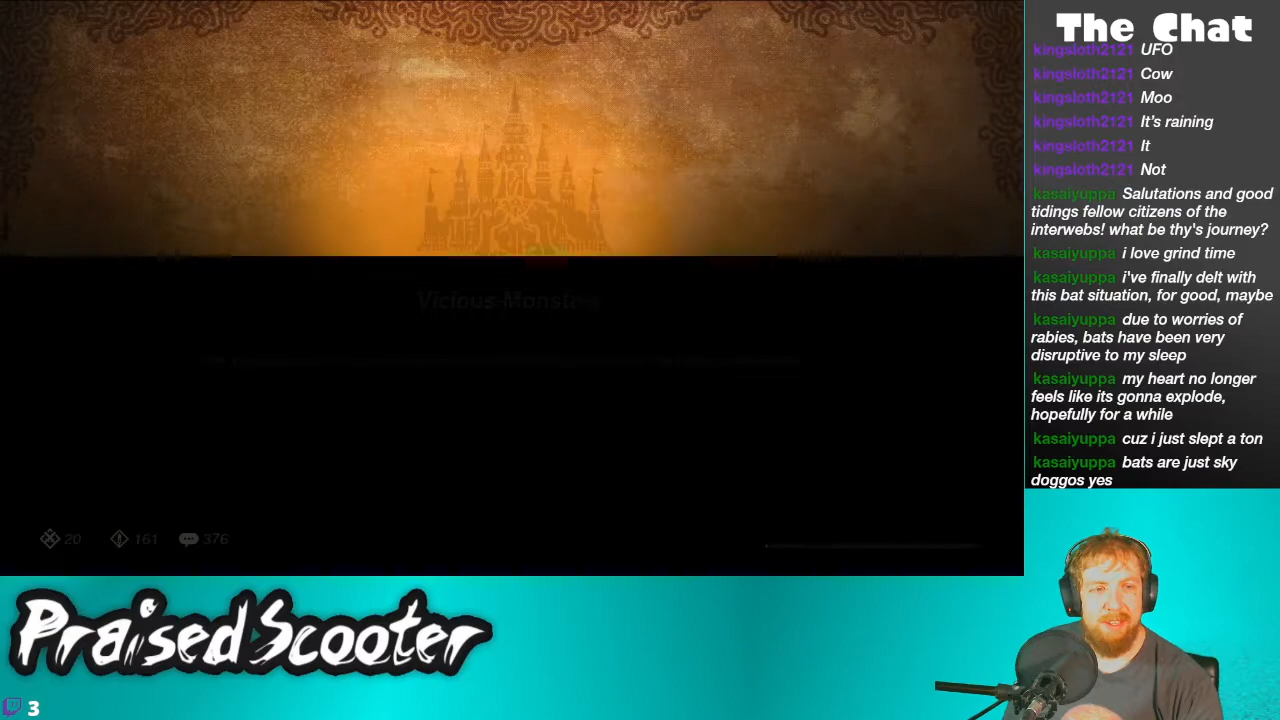 The Chat
kingsloth2121 UFO
kingsloth2121 Cow
kingsloth2121 Moo
kingsloth2121 It's raining
kingsloth2121 It
kingsloth2121 Not
kasaiyuppa Salutations and good
tidings fellow citizens of the
interwebs! what be thy's journey?
kasaiyuppa i love grind time
kasaiyuppa i've finally delt with
this bat situation, for good, maybe
kasaiyuppa due to worries of
rabies, bats have been very
disruptive to my sleep
kasaiyuppa my heart no longer
feels like its gonna explode,
hopefully for a while
kasaiyuppa cuz i just slept a ton
kasaiyuppa bats are just sky
doggos yes
Vicious Monsters
20 161 376
PraisedScooter
3